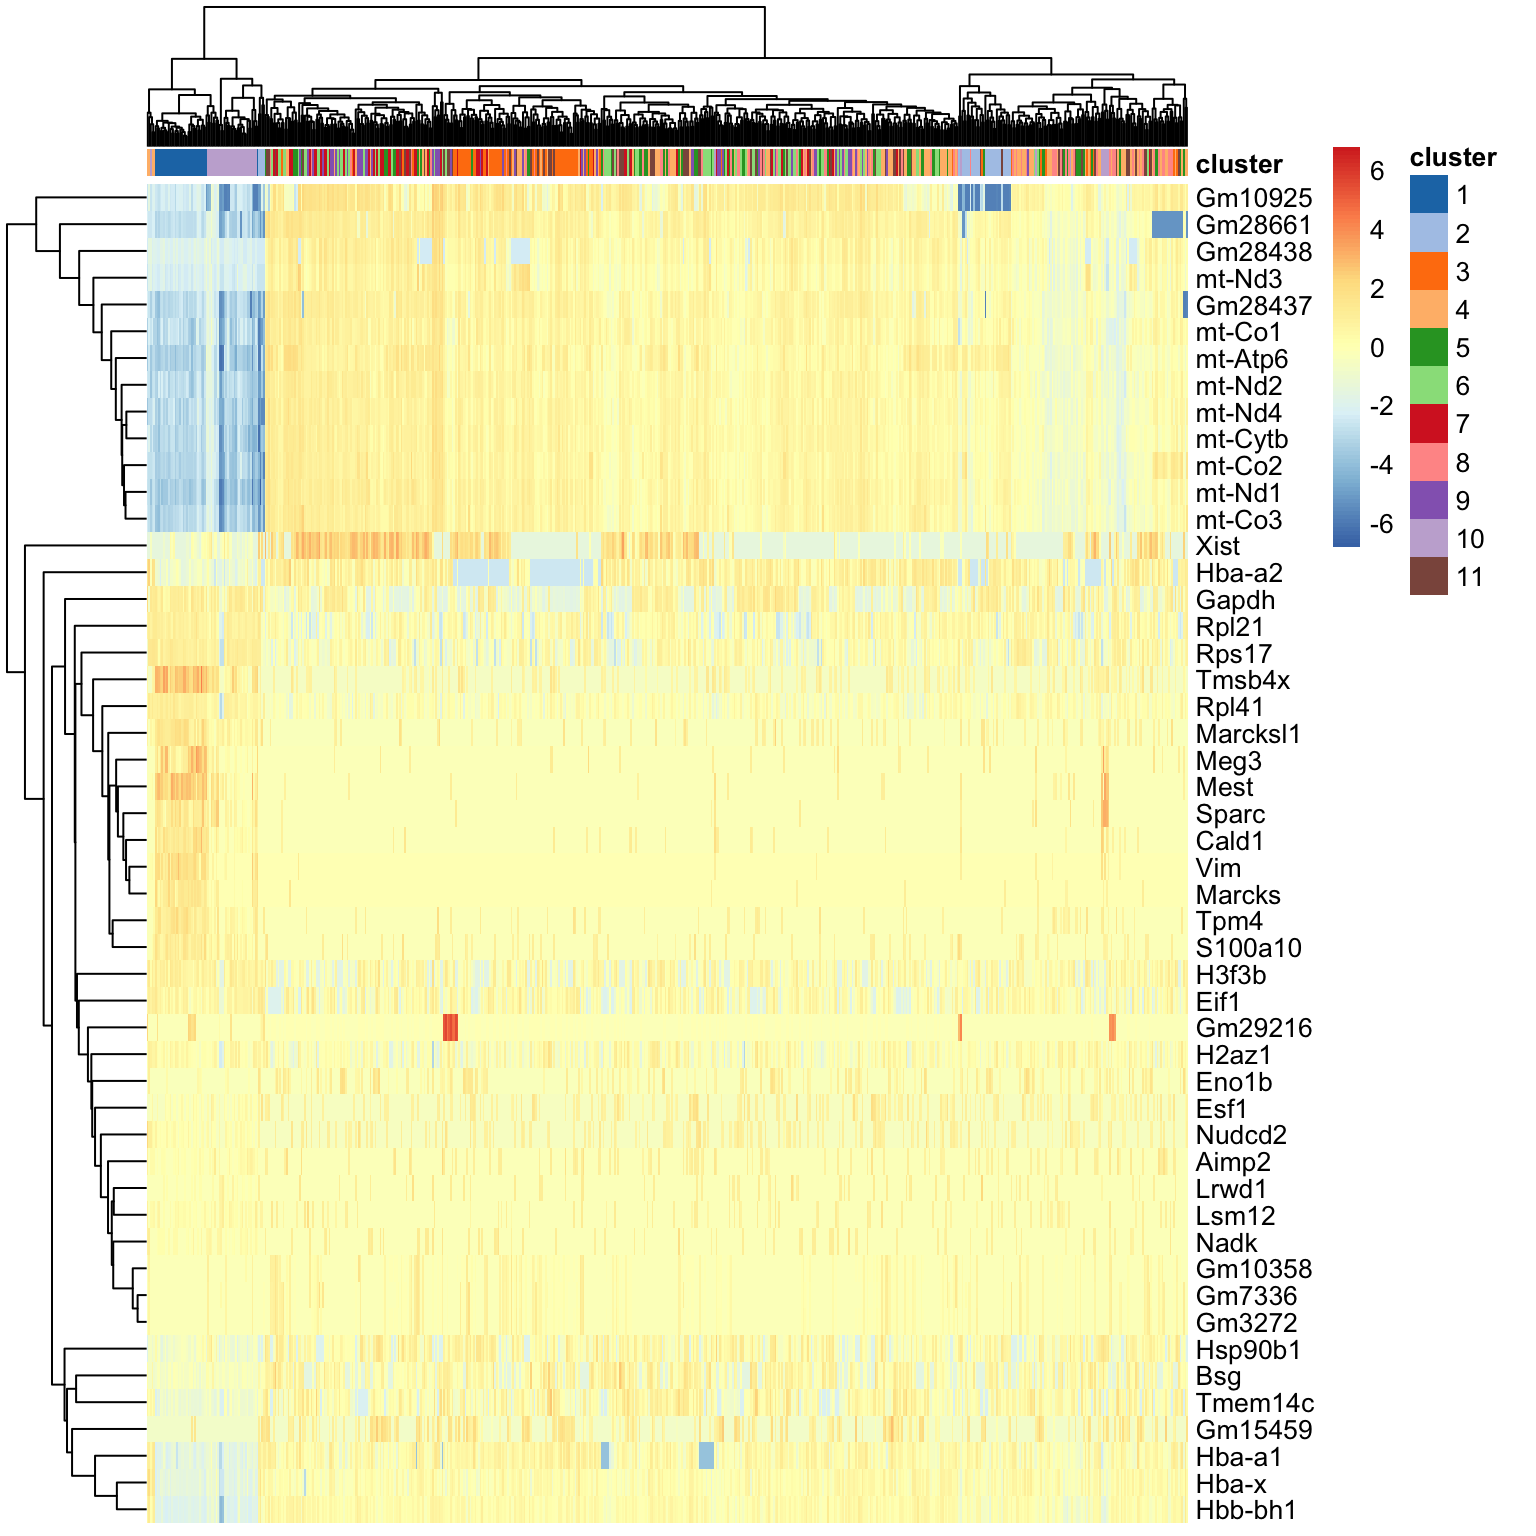 cluster
Gm10925
Gm28661
Gm28438
mt-Nd3
Gm28437
mt-Co1
mt-Atp6
mt-Nd2
mt-Nd4
mt-Cytb
mt-Co2
mt-Nd1
mt-Co3
Xist
Hba-a2
Gapdh
Rpl21
Rps17
Tmsb4x
Rpl41
Marcksl1
Meg3
Mest
Sparc
Cald1
Vim
Marcks
Tpm4
S100a10
H3f3b
Eif1
Gm29216
H2az1
Eno1b
Esf1
Nudcd2
Aimp2
Lrwd1
Lsm12
Nadk
Gm10358
Gm7336
Gm3272
Hsp90b1
Bsg
Tmem14c
Gm15459
Hba-a1
Hba-x
Hbb-bh1
6
4
2
0
-2
-4
-6
cluster
1
2
3
4
5
6
7
8
9
10
11